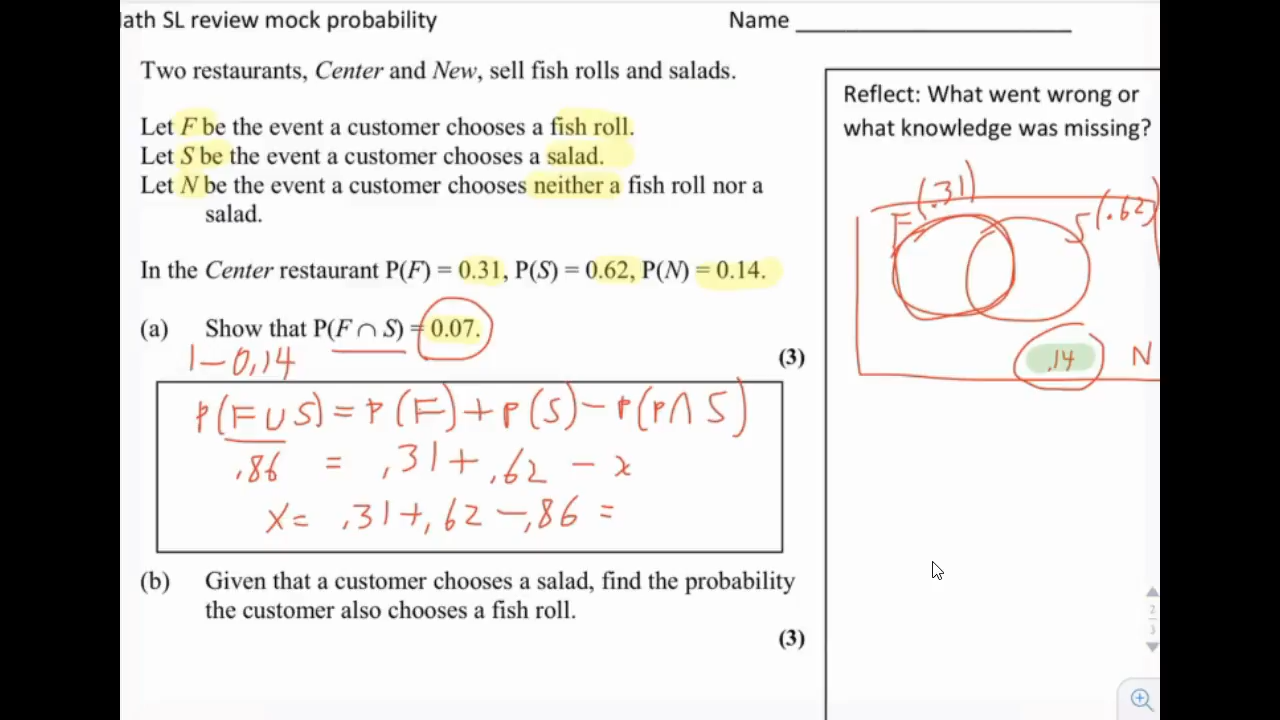 ath SL review mock probability
Name
Two restaurants, Center and New, sell fish rolls and salads.
Let F be the event a customer chooses a fish roll.
Let S be the event a customer chooses a salad.
Let N be the event a customer chooses neither a fish roll nor a
salad.
In the Center restaurant P(F) = 0.31, P(S) = 0.62, P(N) = 0.14.
(a) Show that P(F ∩ S) = 0.07.
(3)
1-0.14
P(F∪S) = P(F) + P(S) - P(P∩S)
.86 = .31 + .62 - x
x = .31 + .62 - .86 =
(b) Given that a customer chooses a salad, find the probability
the customer also chooses a fish roll.
(3)
Reflect: What went wrong or
what knowledge was missing?
F (.31)
S (.62)
.14 N
2
3